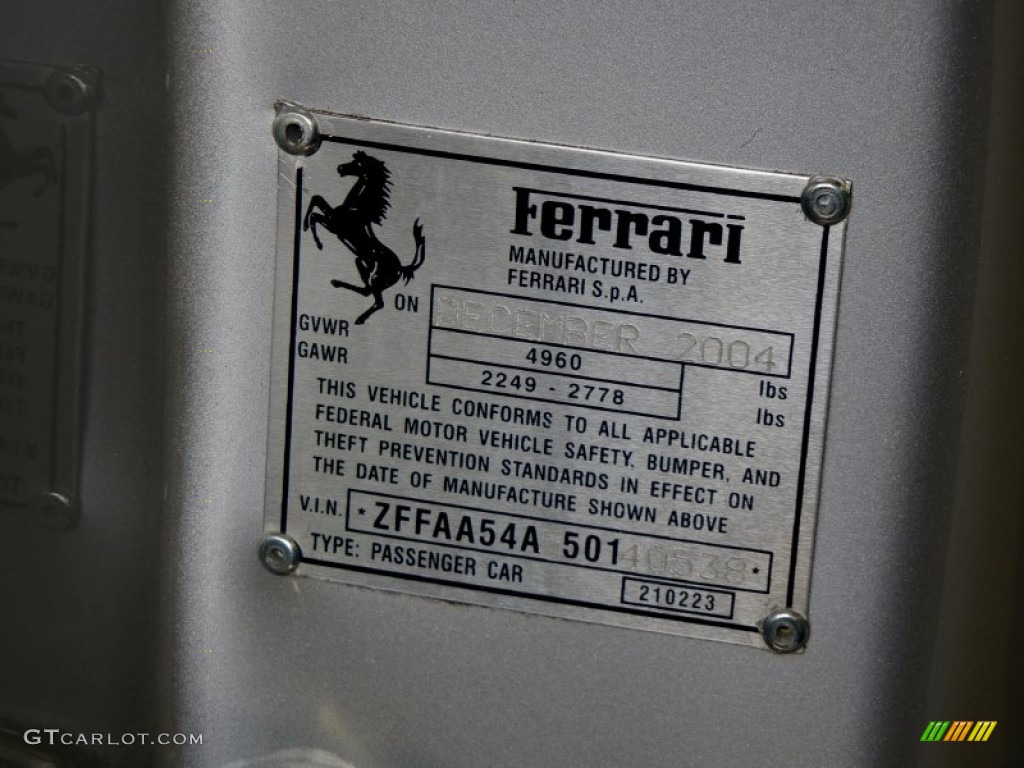 Ferrari
MANUFACTURED BY
FERRARI S.p.A.
ON DECEMBER 2004
GVWR 4960 lbs
GAWR 2249 - 2778 lbs
THIS VEHICLE CONFORMS TO ALL APPLICABLE
FEDERAL MOTOR VEHICLE SAFETY, BUMPER, AND
THEFT PREVENTION STANDARDS IN EFFECT ON
THE DATE OF MANUFACTURE SHOWN ABOVE
V.I.N. *ZFFAA54A 50140538*
TYPE: PASSENGER CAR
210223
GTCARLOT.COM